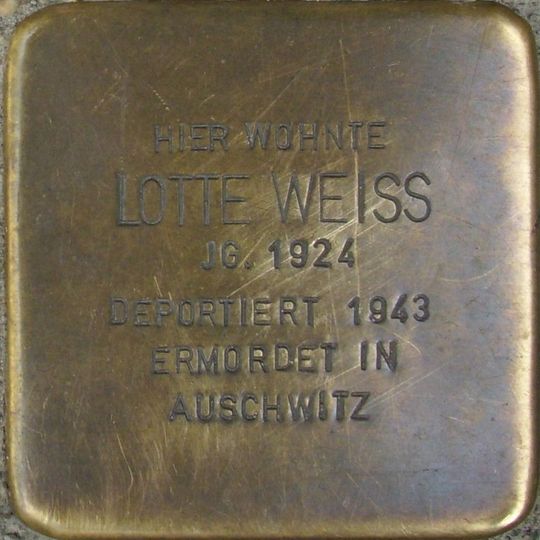 HIER WOHNTE
LOTTE WEISS
JG. 1924
DEPORTIERT 1943
ERMORDET IN
AUSCHWITZ